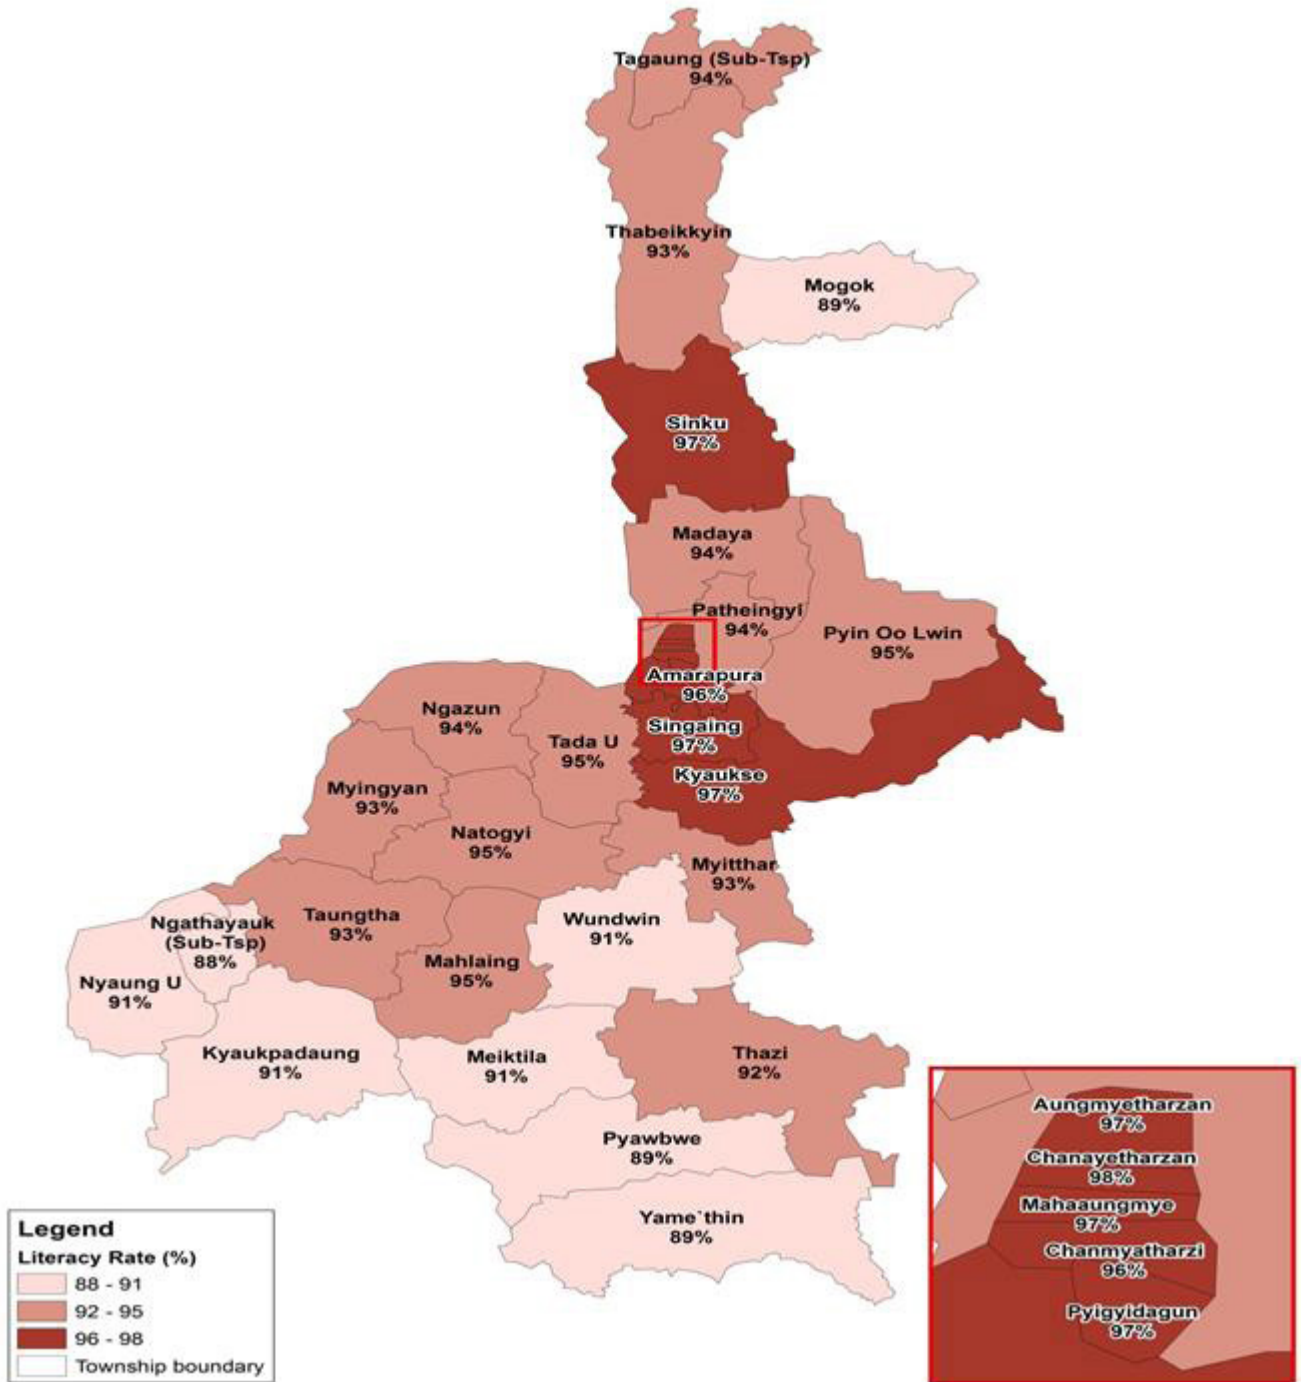 Tagaung (Sub-Tsp)
94%
Thabeikkyin
93%
Mogok
89%
Sinku
97%
Madaya
94%
Patheingyi
94%
Pyin Oo Lwin
95%
Amarapura
96%
Ngazun
94%
Tada U
95%
Singaing
97%
Kyaukse
97%
Myingyan
93%
Natogyi
95%
Myitthar
93%
Taungtha
93%
Ngathayauk
(Sub-Tsp)
88%
Wundwin
91%
Mahlaing
95%
Nyaung U
91%
Kyaukpadaung
91%
Meiktila
91%
Thazi
92%
Pyawbwe
89%
Yame`thin
89%
Aungmyetharzan
97%
Chanayetharzan
98%
Mahaaungmye
97%
Chanmyatharzi
96%
Pyigyidagun
97%
Legend
Literacy Rate (%)
88 - 91
92 - 95
96 - 98
Township boundary